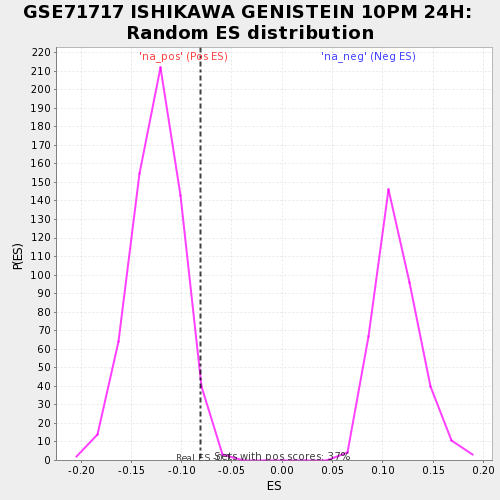 GSE71717 ISHIKAWA GENISTEIN 10PM 24H:
Random ES distribution
'na_pos' (Pos ES)
'na_neg' (Neg ES)
220
210
200
190
180
170
160
150
140
130
120
110
100
90
80
70
60
50
40
30
20
10
0
P(ES)
Real ES
Sets with pos scores: 37%
-0.20 -0.15 -0.10 -0.05 0.00 0.05 0.10 0.15 0.20
ES